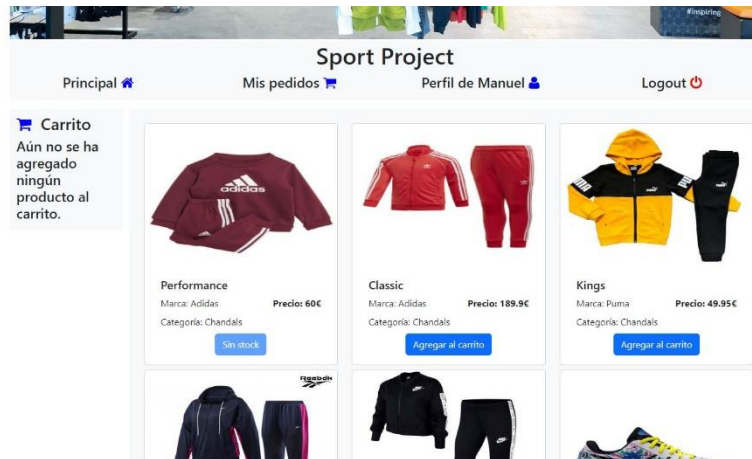 #inspiring
Sport Project
Principal
Mis pedidos
Perfil de Manuel
Logout
Carrito
Aún no se ha
agregado
ningún
producto al
carrito.
adidas
Performance
Marca: Adidas Precio: 60€
Categoría: Chandals
Sin stock
Classic
Marca: Adidas Precio: 189.9€
Categoría: Chandals
Agregar al carrito
Kings
Marca: Puma Precio: 49.95€
Categoría: Chandals
Agregar al carrito
Reebok